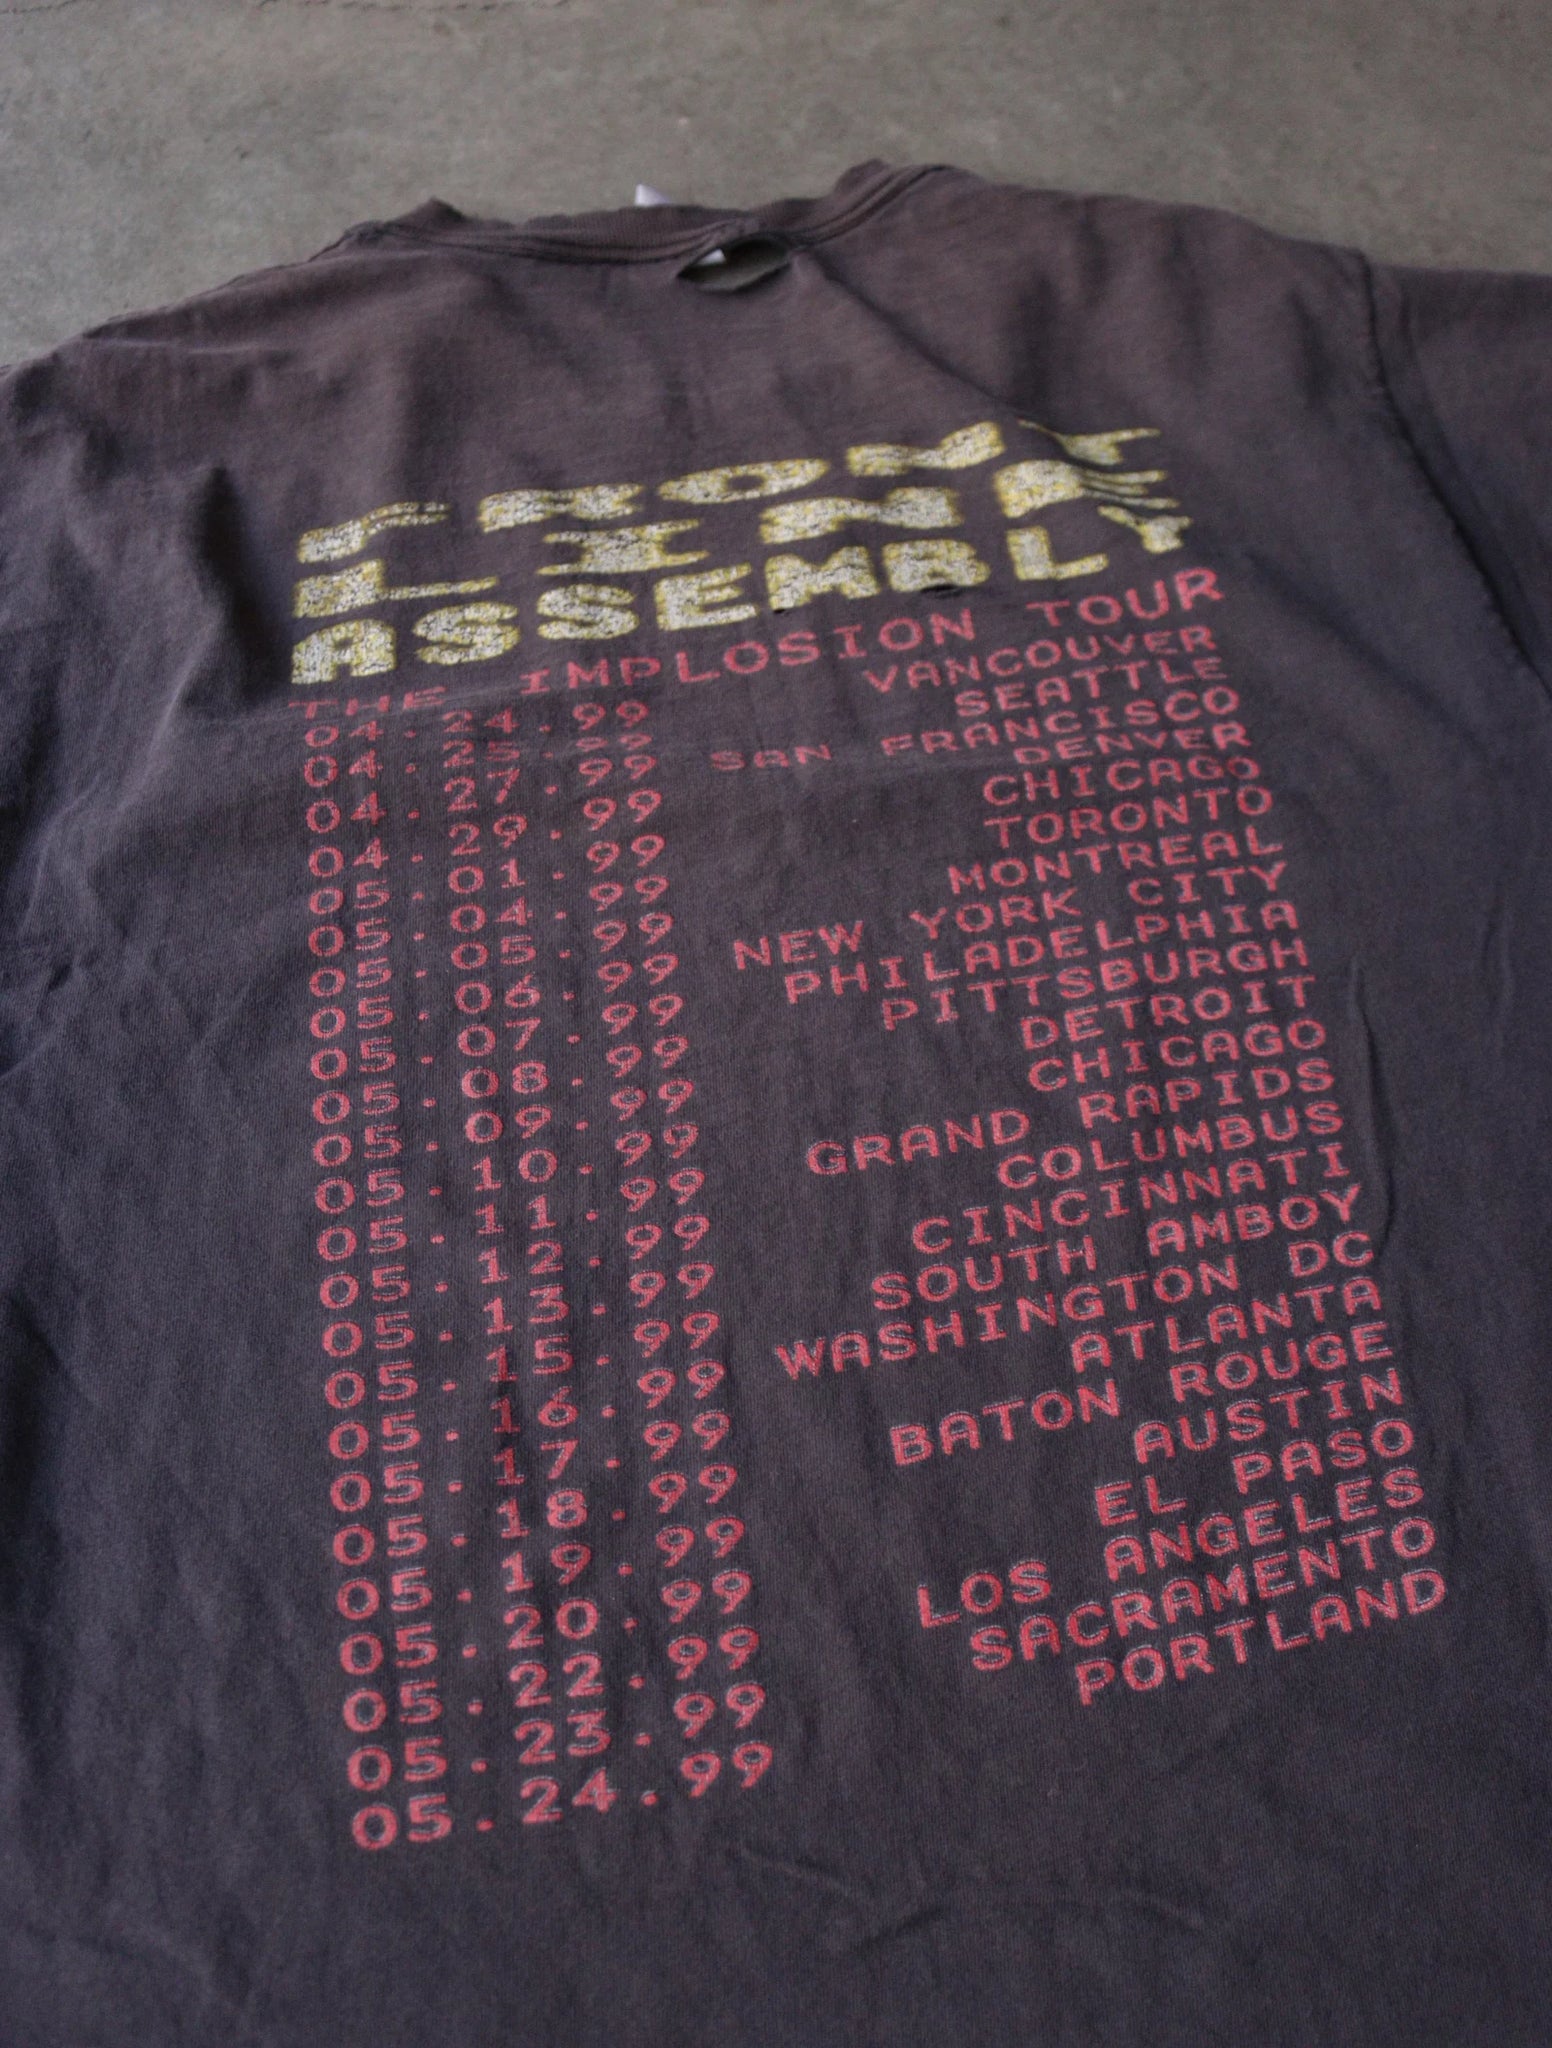 FRONT
LINE
ASSEMBLY
THE IMPLOSION TOUR
04.24.99 VANCOUVER
04.25.99 SEATTLE
04.27.99 SAN FRANCISCO
04.29.99 DENVER
05.01.99 CHICAGO
05.04.99 TORONTO
05.05.99 MONTREAL
05.06.99 NEW YORK CITY
05.07.99 PHILADELPHIA
05.08.99 PITTSBURGH
05.09.99 DETROIT
05.10.99 CHICAGO
05.11.99 GRAND RAPIDS
05.12.99 COLUMBUS
05.13.99 CINCINNATI
05.15.99 SOUTH AMBOY
05.16.99 WASHINGTON DC
05.17.99 ATLANTA
05.18.99 BATON ROUGE
05.19.99 AUSTIN
05.20.99 EL PASO
05.22.99 LOS ANGELES
05.23.99 SACRAMENTO
05.24.99 PORTLAND